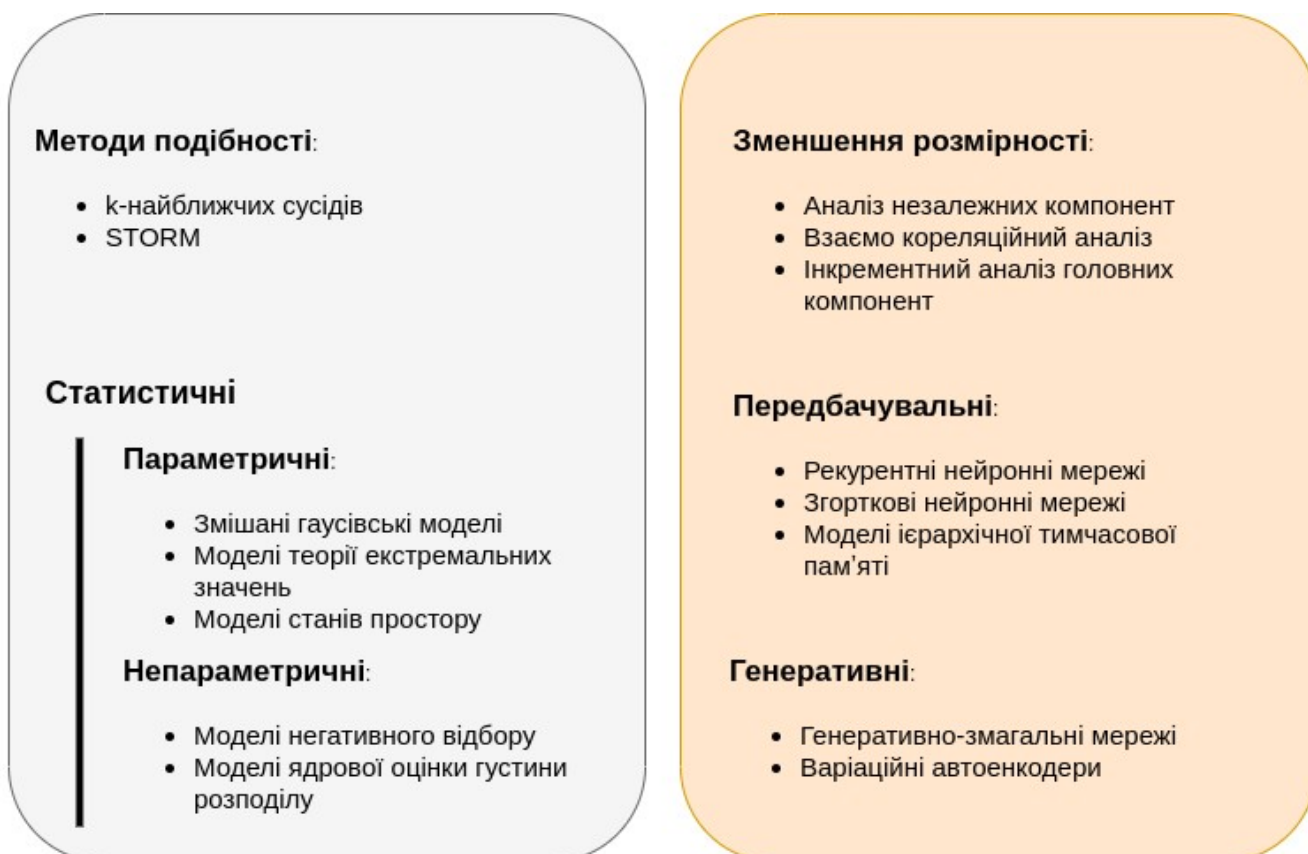 Методи подібності:
k-найближчих сусідів
STORM
Статистичні
Параметричні:
Змішані гаусівські моделі
Моделі теорії екстремальних
значень
Моделі станів простору
Непараметричні:
Моделі негативного відбору
Моделі ядрової оцінки густини
розподілу
Зменшення розмірності:
Аналіз незалежних компонент
Взаємо кореляційний аналіз
Інкрементний аналіз головних
компонент
Передбачувальні:
Рекурентні нейронні мережі
Згорткові нейронні мережі
Моделі ієрархічної тимчасової
пам'яті
Генеративні:
Генеративно-змагальні мережі
Варіаційні автоенкодери